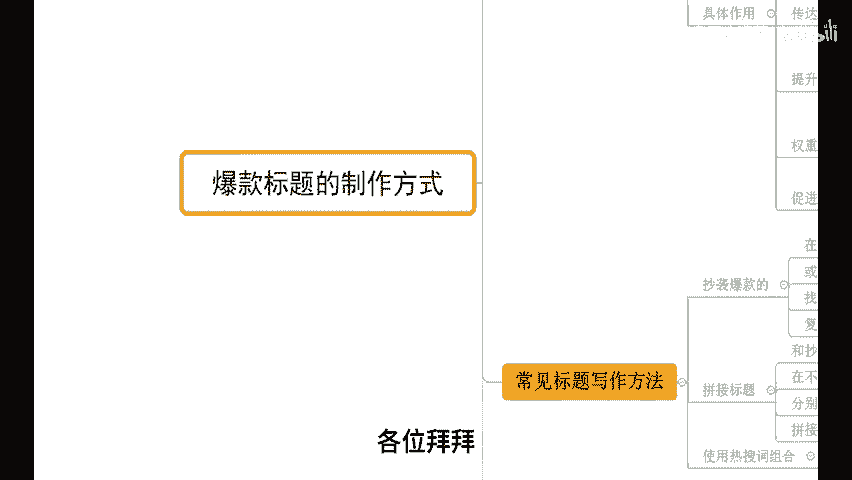 具体作用
传达
提升
权重
爆款标题的制作方式
促进
在
抄袭爆款的
或
找
复
和抄
常见标题写作方法
在不
拼接标题
分别
拼接
各位拜拜
使用热搜词组合